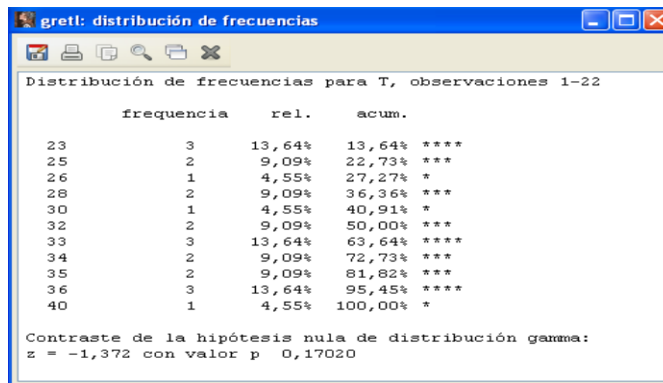 gretl: distribución de frecuencias
Distribución de frecuencias para T, observaciones 1-22
frequencia rel. acum.
23 3 13,64% 13,64% ****
25 2 9,09% 22,73% ***
26 1 4,55% 27,27% *
28 2 9,09% 36,36% ***
30 1 4,55% 40,91% *
32 2 9,09% 50,00% ***
33 3 13,64% 63,64% ****
34 2 9,09% 72,73% ***
35 2 9,09% 81,82% ***
36 3 13,64% 95,45% ****
40 1 4,55% 100,00% *
Contraste de la hipótesis nula de distribución gamma:
z = -1,372 con valor p 0,17020